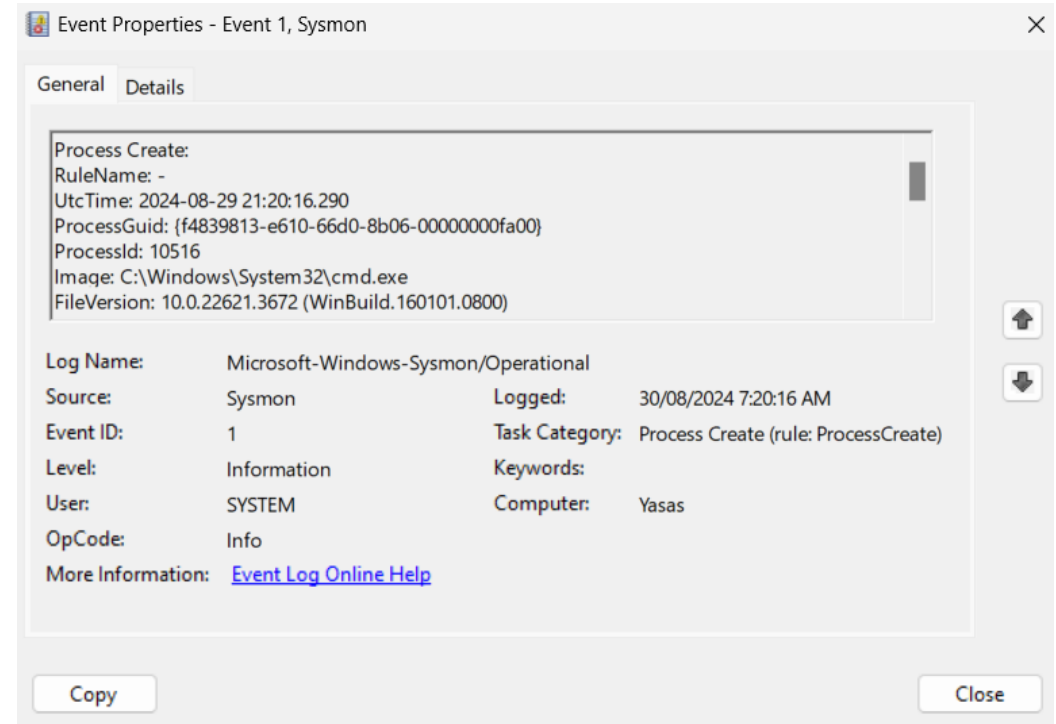 Event Properties - Event 1, Sysmon
General Details
Process Create:
RuleName: -
UtcTime: 2024-08-29 21:20:16.290
ProcessGuid: {f4839813-e610-66d0-8b06-00000000fa00}
ProcessId: 10516
Image: C:\Windows\System32\cmd.exe
FileVersion: 10.0.22621.3672 (WinBuild.160101.0800)
Log Name: Microsoft-Windows-Sysmon/Operational
Source: Sysmon Logged: 30/08/2024 7:20:16 AM
Event ID: 1 Task Category: Process Create (rule: ProcessCreate)
Level: Information Keywords:
User: SYSTEM Computer: Yasas
OpCode: Info
More Information: Event Log Online Help
Copy Close